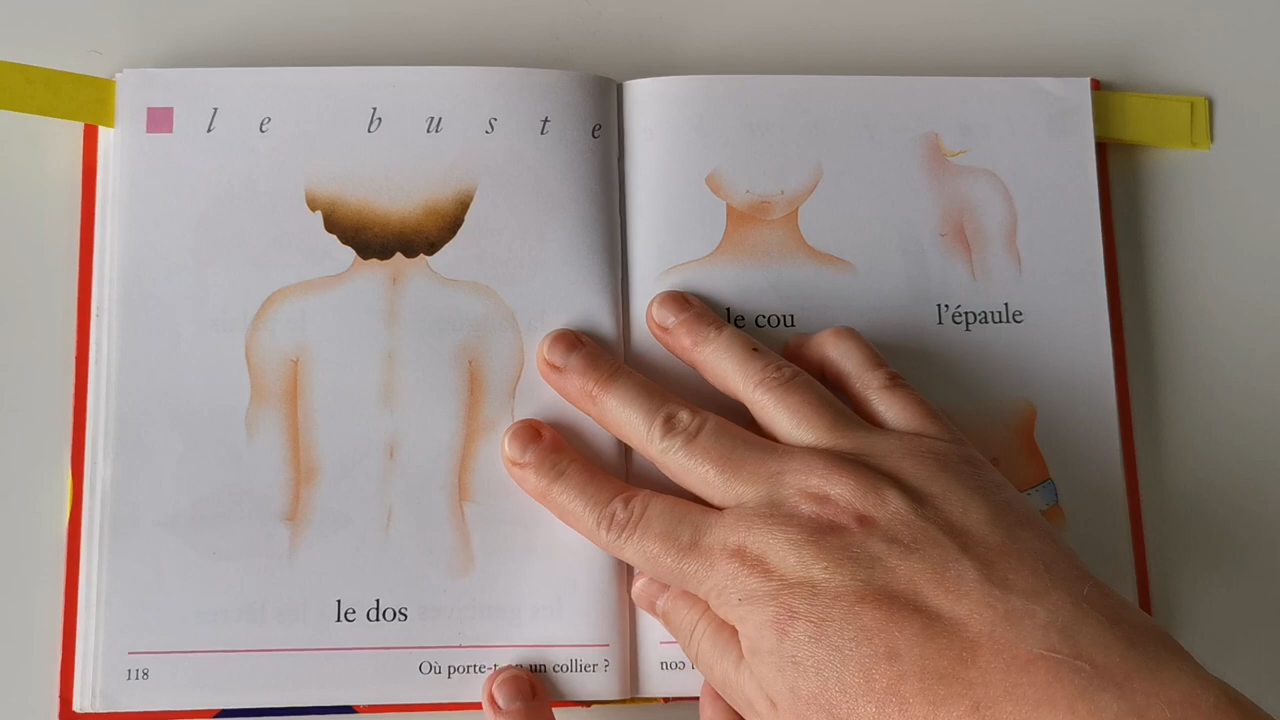 le buste
le dos
118
Où porte-t-on un collier ?
le cou
l'épaule